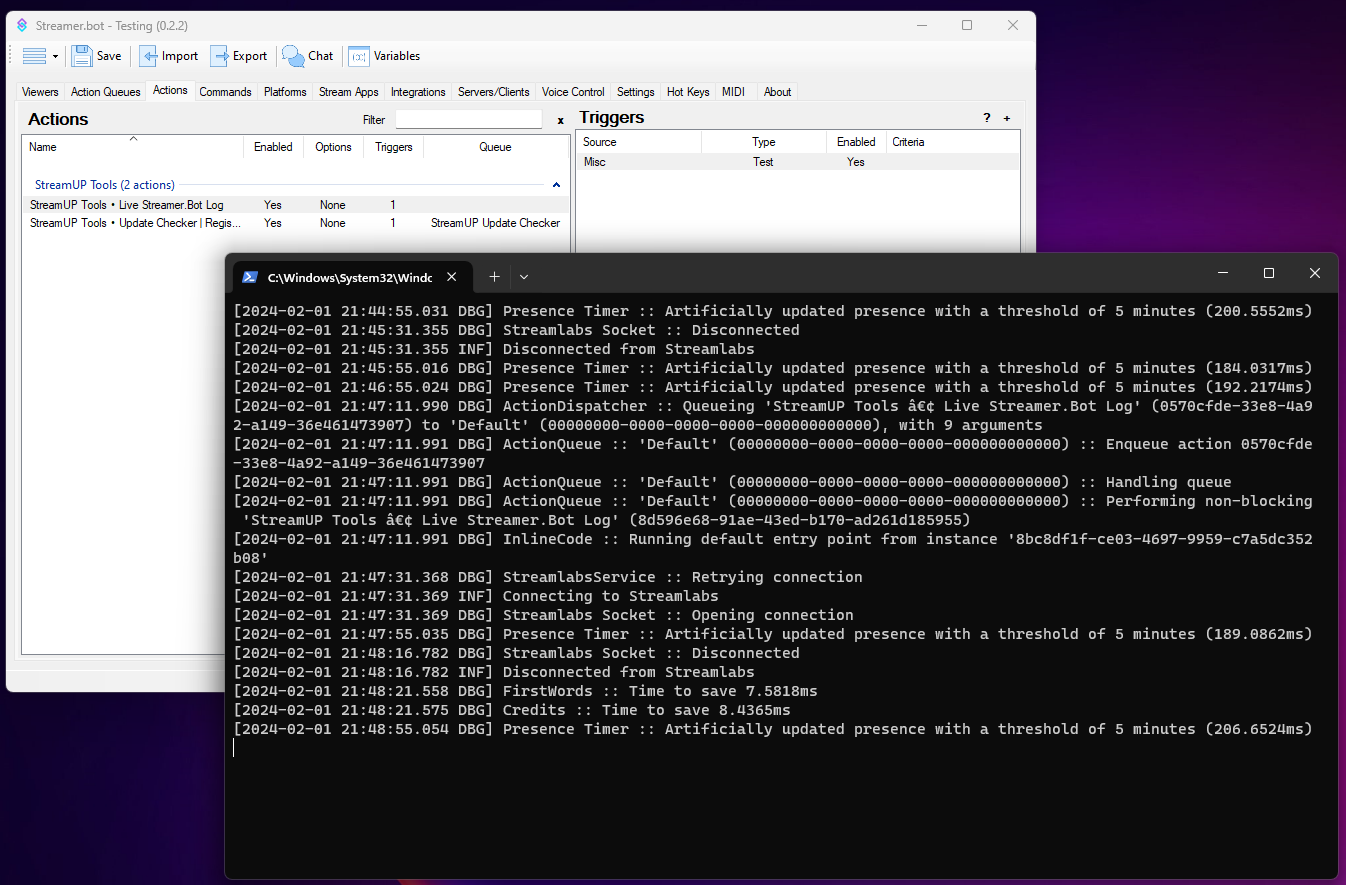 Streamer.bot - Testing (0.2.2)
Save Import Export Chat Variables
Viewers Action Queues Actions Commands Platforms Stream Apps Integrations Servers/Clients Voice Control Settings Hot Keys MIDI About
Actions Filter x
Name Enabled Options Triggers Queue
StreamUP Tools (2 actions)
StreamUP Tools • Live Streamer.Bot Log Yes None 1
StreamUP Tools • Update Checker | Regis... Yes None 1 StreamUP Update Checker
Triggers ? +
Source Type Enabled Criteria
Misc Test Yes
C:\Windows\System32\Windc
[2024-02-01 21:44:55.031 DBG] Presence Timer :: Artificially updated presence with a threshold of 5 minutes (200.5552ms)
[2024-02-01 21:45:31.355 DBG] Streamlabs Socket :: Disconnected
[2024-02-01 21:45:31.355 INF] Disconnected from Streamlabs
[2024-02-01 21:45:55.016 DBG] Presence Timer :: Artificially updated presence with a threshold of 5 minutes (184.0317ms)
[2024-02-01 21:46:55.024 DBG] Presence Timer :: Artificially updated presence with a threshold of 5 minutes (192.2174ms)
[2024-02-01 21:47:11.990 DBG] ActionDispatcher :: Queueing 'StreamUP Tools â€¢ Live Streamer.Bot Log' (0570cfde-33e8-4a9
2-a149-36e461473907) to 'Default' (00000000-0000-0000-0000-000000000000), with 9 arguments
[2024-02-01 21:47:11.991 DBG] ActionQueue :: 'Default' (00000000-0000-0000-0000-000000000000) :: Enqueue action 0570cfde
-33e8-4a92-a149-36e461473907
[2024-02-01 21:47:11.991 DBG] ActionQueue :: 'Default' (00000000-0000-0000-0000-000000000000) :: Handling queue
[2024-02-01 21:47:11.991 DBG] ActionQueue :: 'Default' (00000000-0000-0000-0000-000000000000) :: Performing non-blocking
'StreamUP Tools â€¢ Live Streamer.Bot Log' (8d596e68-91ae-43ed-b170-ad261d185955)
[2024-02-01 21:47:11.991 DBG] InlineCode :: Running default entry point from instance '8bc8df1f-ce03-4697-9959-c7a5dc352
b08'
[2024-02-01 21:47:31.368 DBG] StreamlabsService :: Retrying connection
[2024-02-01 21:47:31.369 INF] Connecting to Streamlabs
[2024-02-01 21:47:31.369 DBG] Streamlabs Socket :: Opening connection
[2024-02-01 21:47:55.035 DBG] Presence Timer :: Artificially updated presence with a threshold of 5 minutes (189.0862ms)
[2024-02-01 21:48:16.782 DBG] Streamlabs Socket :: Disconnected
[2024-02-01 21:48:16.782 INF] Disconnected from Streamlabs
[2024-02-01 21:48:21.558 DBG] FirstWords :: Time to save 7.5818ms
[2024-02-01 21:48:21.575 DBG] Credits :: Time to save 8.4365ms
[2024-02-01 21:48:55.054 DBG] Presence Timer :: Artificially updated presence with a threshold of 5 minutes (206.6524ms)